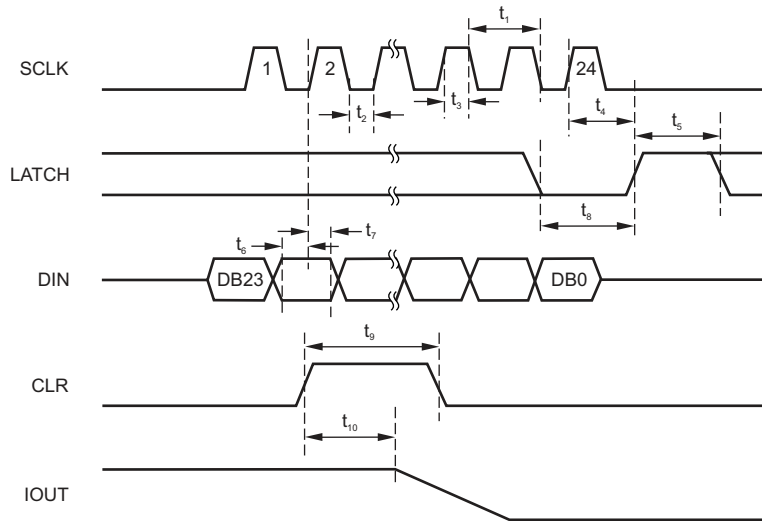 t₁
SCLK 1 2 24
t₂ t₃ t₄ t₅
LATCH
t₈
t₆ t₇
DIN DB23 DB0
t₉
CLR
t₁₀
IOUT